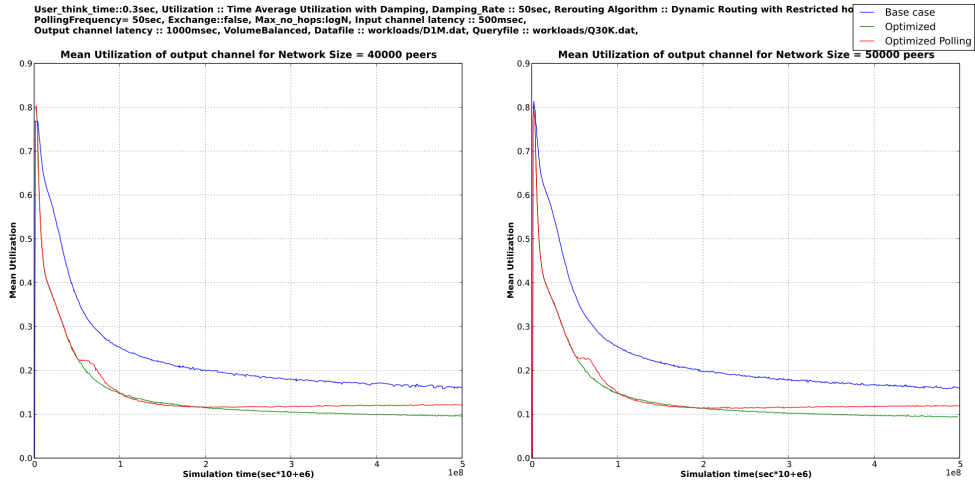 User_think_time::0.3sec, Utilization :: Time Average Utilization with Damping, Damping_Rate :: 50sec, Rerouting Algorithm :: Dynamic Routing with Restricted
PollingFrequency= 50sec, Exchange::false, Max_no_hops:logN, Input channel latency :: 500msec,
Output channel latency :: 1000msec, VolumeBalanced, Datafile :: workloads/D1M.dat, Queryfile :: workloads/Q30K.dat,
Base case
Optimized
Optimized Polling
Mean Utilization of output channel for Network Size = 40000 peers
0.9
0.8
0.7
0.6
0.5
0.4
0.3
0.2
0.1
0.0
Mean Utilization
0 1 2 3 4 5
1e8
Simulation time(sec*10+e6)
Mean Utilization of output channel for Network Size = 50000 peers
0.9
0.8
0.7
0.6
0.5
0.4
0.3
0.2
0.1
0.0
Mean Utilization
0 1 2 3 4 5
1e8
Simulation time(sec*10+e6)